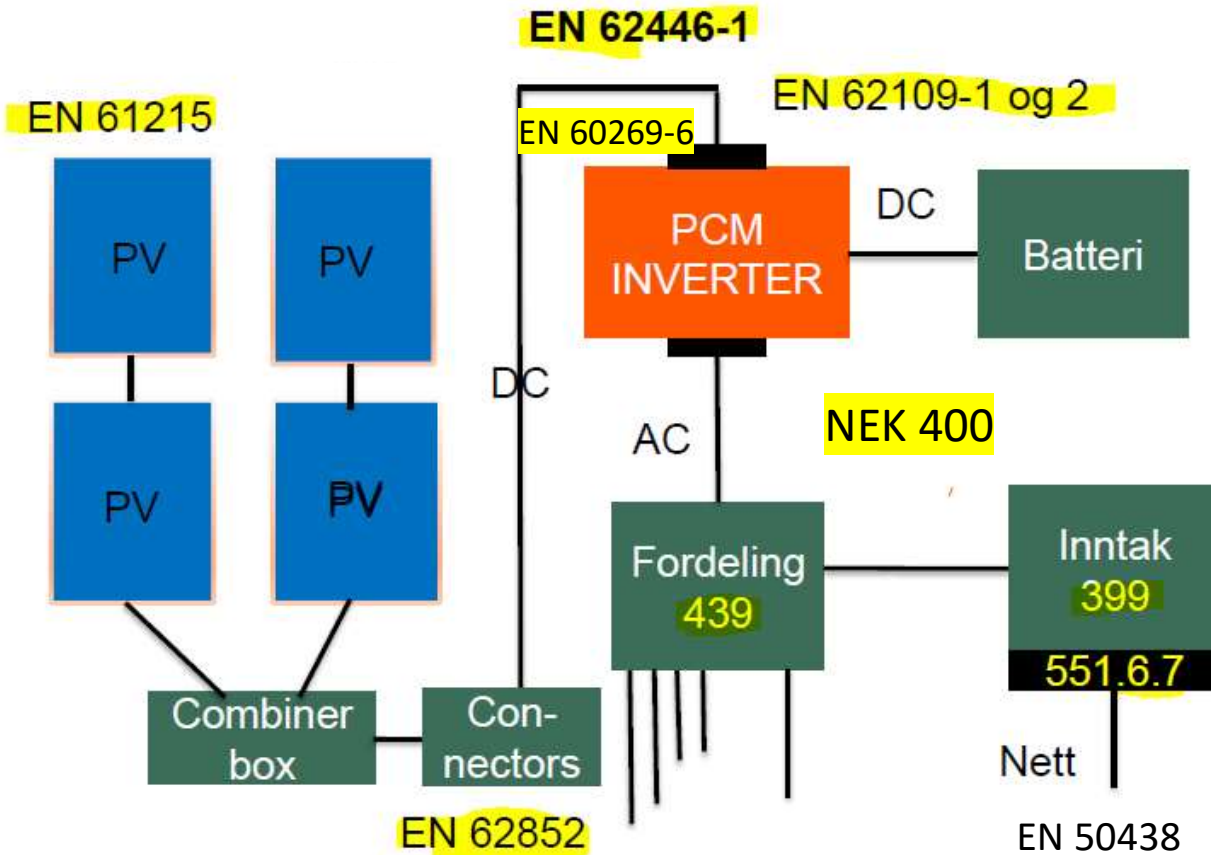 EN 62446-1
EN 61215
EN 62109-1 og 2
EN 60269-6
PV
PV
PCM
INVERTER
DC
Batteri
DC
PV
PV
AC
NEK 400
Fordeling
439
Inntak
399
551.6.7
Combiner
box
Con-
nectors
Nett
EN 62852
EN 50438